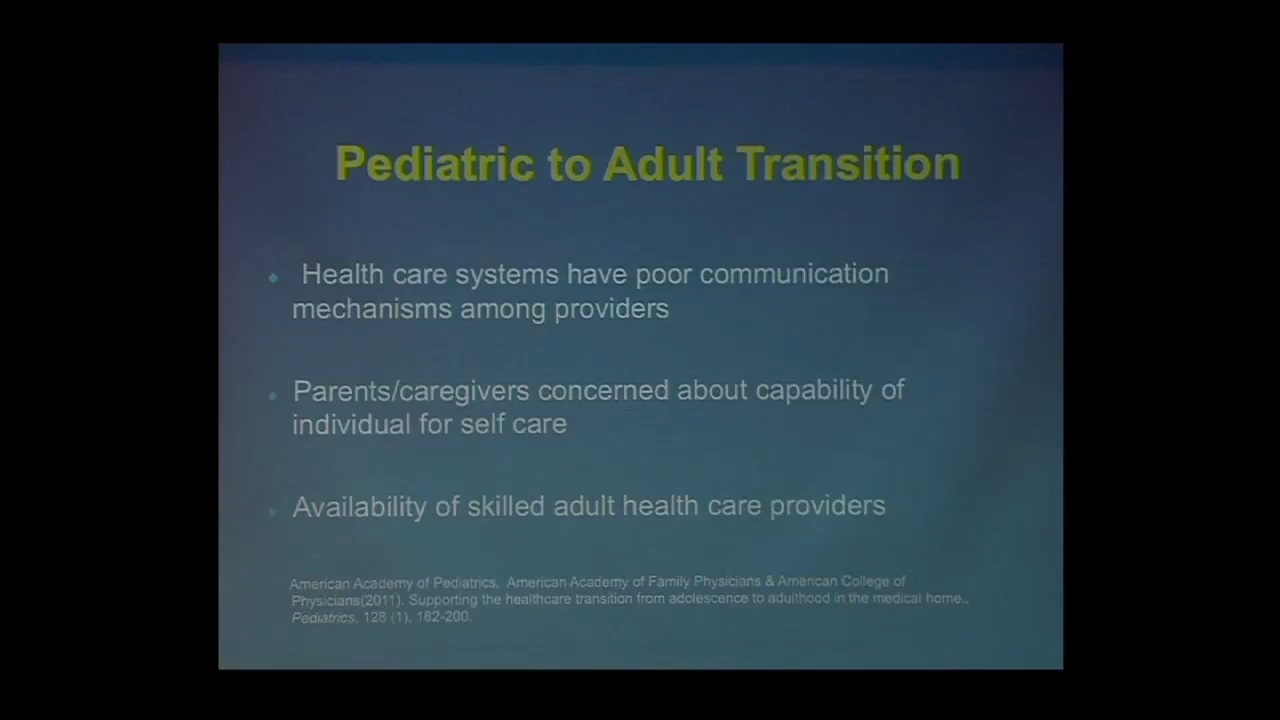 Pediatric to Adult Transition
Health care systems have poor communication
mechanisms among providers
Parents/caregivers concerned about capability of
individual for self care
Availability of skilled adult health care providers
American Academy of Pediatrics, American Academy of Family Physicians & American College of
Physicians(2011). Supporting the healthcare transition from adolescence to adulthood in the medical home..
Pediatrics, 128 (1), 182-200.